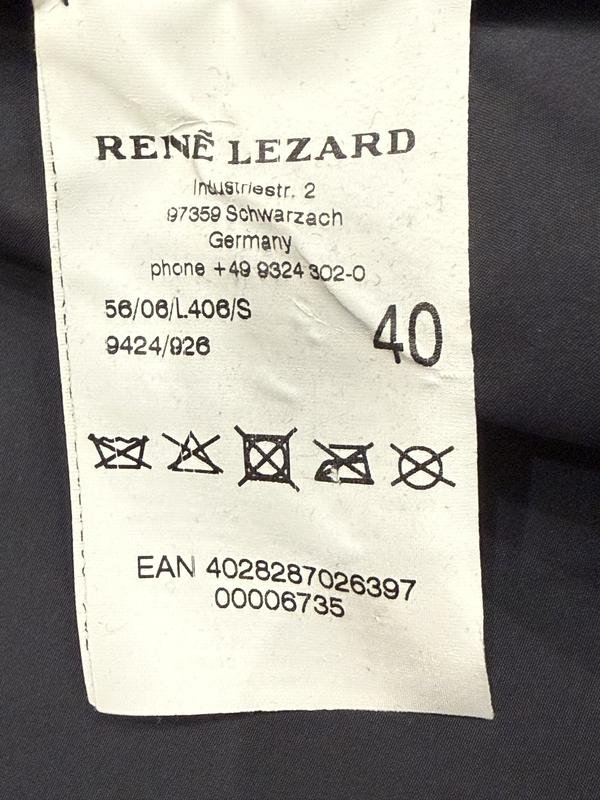 RENẼ LEZARD
Industriestr. 2
97359 Schwarzach
Germany
phone +49 9324 302-0
56/06/L406/S
40
9424/926
EAN 4028287026397
00006735